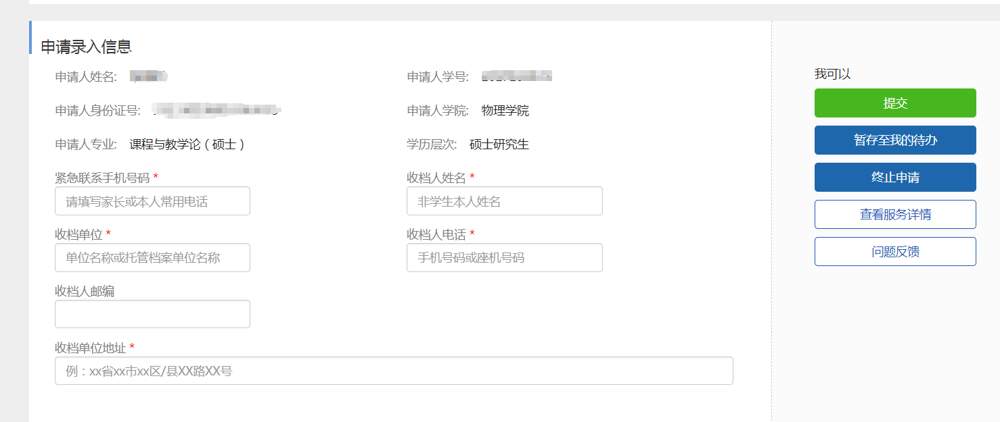 申请录入信息
申请人姓名:
申请人学号:
申请人身份证号:
申请人学院: 物理学院
申请人专业: 课程与教学论（硕士）
学历层次: 硕士研究生
紧急联系手机号码 *
收档人姓名 *
请填写家长或本人常用电话
非学生本人姓名
收档单位 *
收档人电话 *
单位名称或托管档案单位名称
手机号码或座机号码
收档人邮编
收档单位地址 *
例：xx省xx市xx区/县XX路XX号
我可以
提交
暂存至我的待办
终止申请
查看服务详情
问题反馈